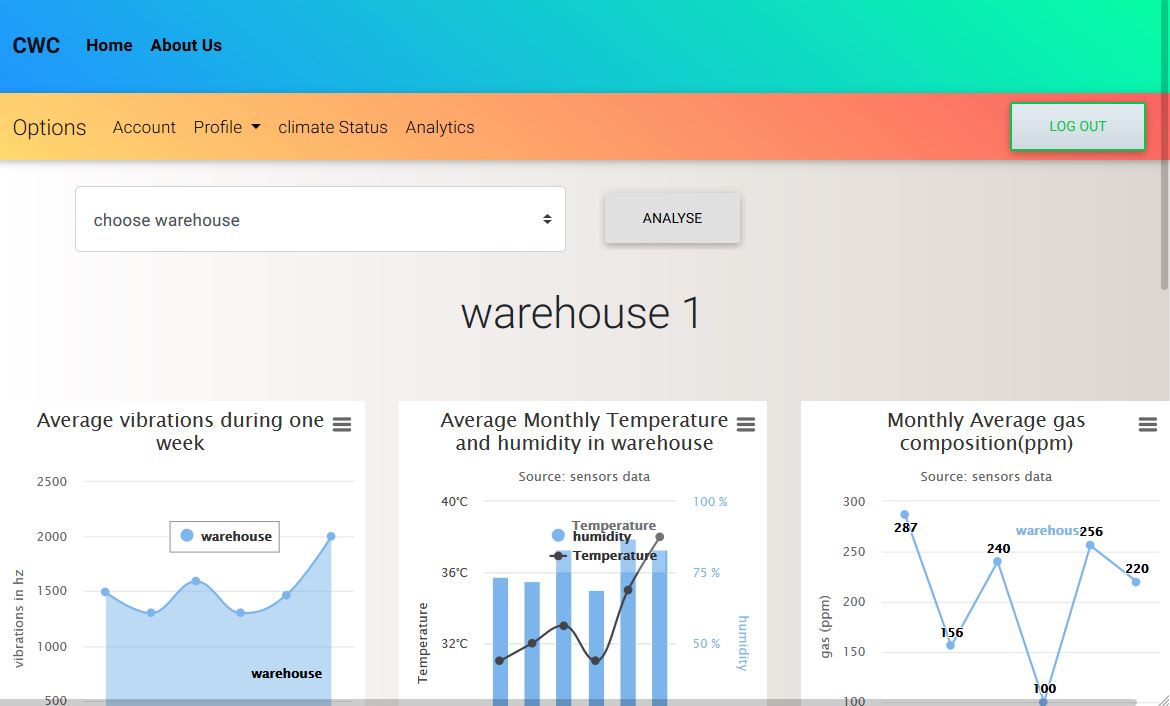 CWC Home About Us
Options Account Profile climate Status Analytics LOG OUT
choose warehouse ANALYSE
warehouse 1
Average vibrations during one
week
2500
2000
1500
1000
500
vibrations in hz
warehouse
warehouse
Average Monthly Temperature
and humidity in warehouse
Source: sensors data
40°C
36°C
32°C
Temperature
100 %
75 %
50 %
humidity
Temperature
humidity
Temperature
Monthly Average gas
composition(ppm)
Source: sensors data
300
250
200
150
100
gas (ppm)
warehouse
287
156
240
100
256
220